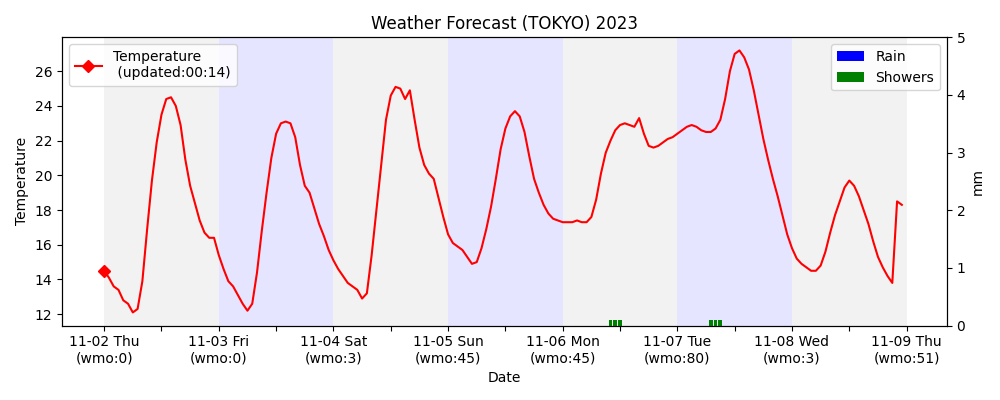 Weather Forecast (TOKYO) 2023
Temperature
(updated:00:14)
Rain
Showers
Temperature
26
24
22
20
18
16
14
12
5
4
3
2
1
0
mm
11-02 Thu
(wmo:0)
11-03 Fri
(wmo:0)
11-04 Sat
(wmo:3)
11-05 Sun
(wmo:45)
11-06 Mon
(wmo:45)
11-07 Tue
(wmo:80)
11-08 Wed
(wmo:3)
11-09 Thu
(wmo:51)
Date